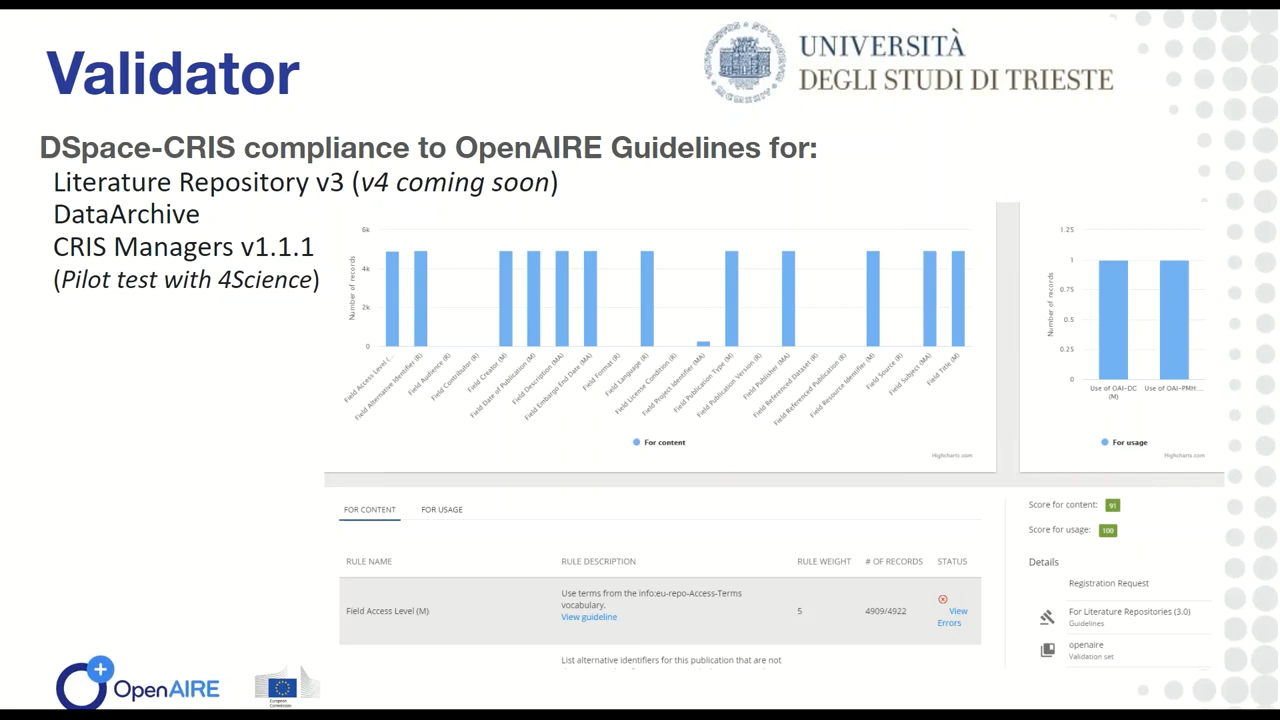 Validator
UNIVERSITÀ
DEGLI STUDI DI TRIESTE
DSpace-CRIS compliance to OpenAIRE Guidelines for:
Literature Repository v3 (v4 coming soon)
DataArchive
CRIS Managers v1.1.1
(Pilot test with 4Science)
6k
4k
2k
0
Number of records
Field Access Level (...
Field Alternative Identifier (R)
Field Audience (R)
Field Contributor (R)
Field Creator (M)
Field Date of Publication (M)
Field Description (MA)
Field Embargo End Date (MA)
Field Format (R)
Field Language (R)
Field License Condition (R)
Field Project Identifier (MA)
Field Publication Type (M)
Field Publication Version (R)
Field Publisher (MA)
Field Referenced Dataset (R)
Field Referenced Publication (R)
Field Resource Identifier (M)
Field Source (R)
Field Subject (MA)
Field Title (M)
For content
Highcharts.com
1.25
1
0.75
0.5
0.25
0
Number of records
Use of OAI-DC
(M)
Use of OAI-PMH:...
For usage
Highcharts.com
FOR CONTENT
FOR USAGE
RULE NAME
RULE DESCRIPTION
RULE WEIGHT
# OF RECORDS
STATUS
Field Access Level (M)
Use terms from the info:eu-repo-Access-Terms
vocabulary.
View guideline
5
4909/4922
View
Errors
List alternative identifiers for this publication that are not
Score for content: 91
Score for usage: 100
Details
Registration Request
For Literature Repositories (3.0)
Guidelines
openaire
Validation set
OpenAIRE
European
Commission